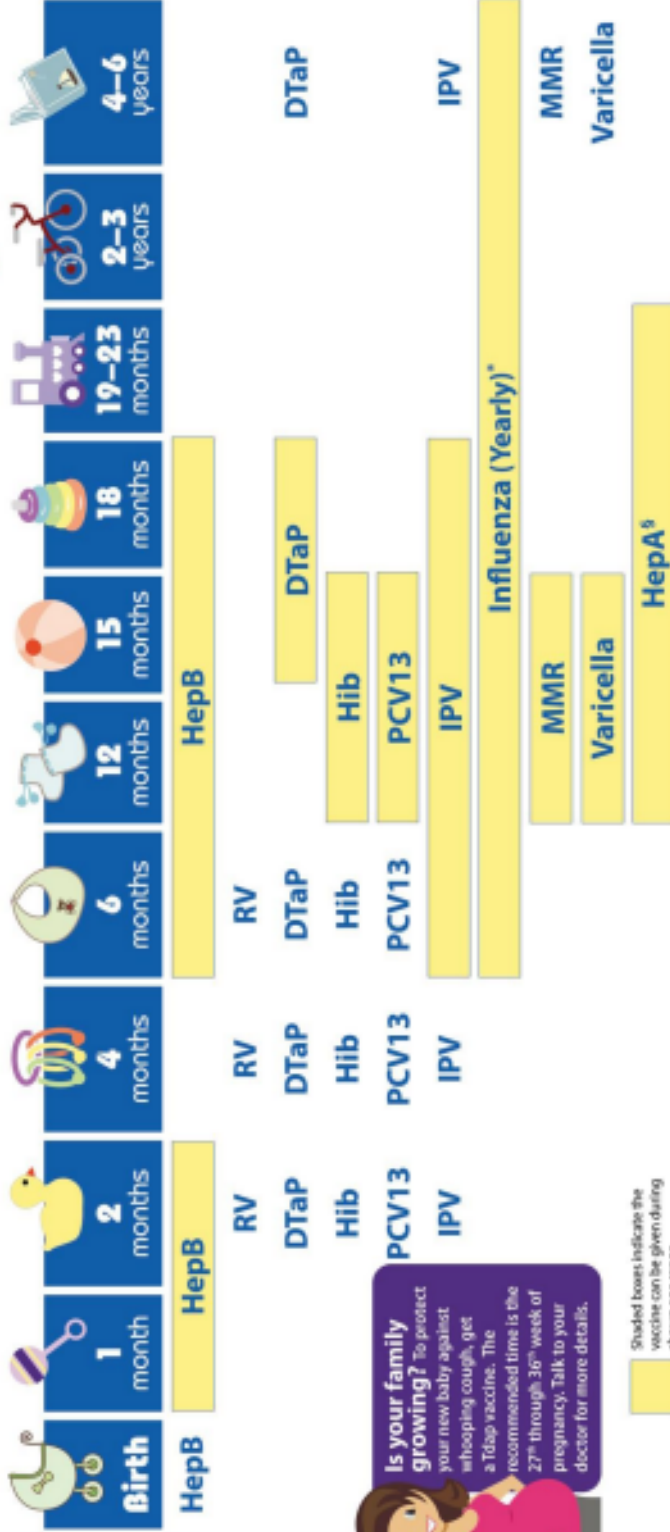 Birth
1
month
2
months
4
months
6
months
12
months
15
months
18
months
19–23
months
2–3
years
4–6
years
HepB
HepB
HepB
RV
RV
RV
DTaP
DTaP
DTaP
DTaP
DTaP
Hib
Hib
Hib
Hib
PCV13
PCV13
PCV13
PCV13
IPV
IPV
IPV
IPV
Influenza (Yearly)*
MMR
MMR
Varicella
Varicella
HepA§
Is your family
growing? To protect
your new baby against
whooping cough, get
a Tdap vaccine. The
recommended time is the
27th through 36th week of
pregnancy. Talk to your
doctor for more details.
Shaded boxes indicate the
vaccine can be given during